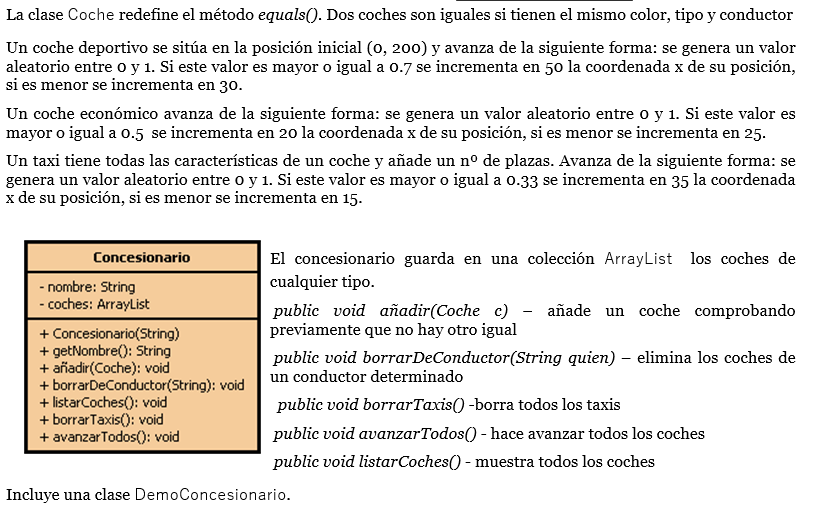 La clase Coche redefine el método equals(). Dos coches son iguales si tienen el mismo color, tipo y conductor
Un coche deportivo se sitúa en la posición inicial (0, 200) y avanza de la siguiente forma: se genera un valor
aleatorio entre 0 y 1. Si este valor es mayor o igual a 0.7 se incrementa en 50 la coordenada x de su posición,
si es menor se incrementa en 30.
Un coche económico avanza de la siguiente forma: se genera un valor aleatorio entre 0 y 1. Si este valor es
mayor o igual a 0.5 se incrementa en 20 la coordenada x de su posición, si es menor se incrementa en 25.
Un taxi tiene todas las características de un coche y añade un nº de plazas. Avanza de la siguiente forma: se
genera un valor aleatorio entre 0 y 1. Si este valor es mayor o igual a 0.33 se incrementa en 35 la coordenada
x de su posición, si es menor se incrementa en 15.
Concesionario
- nombre: String
- coches: ArrayList
+ Concesionario(String)
+ getNombre(): String
+ añadir(Coche): void
+ borrarDeConductor(String): void
+ listarCoches(): void
+ borrarTaxis(): void
+ avanzarTodos(): void
El concesionario guarda en una colección ArrayList los coches de
cualquier tipo.
public void añadir(Coche c) – añade un coche comprobando
previamente que no hay otro igual
public void borrarDeConductor(String quien) – elimina los coches de
un conductor determinado
public void borrarTaxis() -borra todos los taxis
public void avanzarTodos() - hace avanzar todos los coches
public void listarCoches() - muestra todos los coches
Incluye una clase DemoConcesionario.